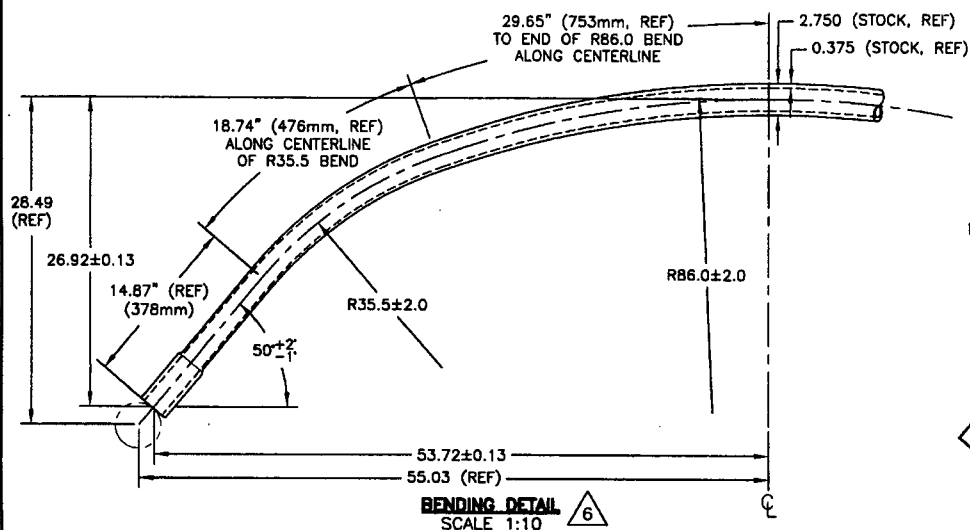 29.65" (753mm, REF)
TO END OF R86.0 BEND
ALONG CENTERLINE
2.750 (STOCK, REF)
0.375 (STOCK, REF)
18.74" (476mm, REF)
ALONG CENTERLINE
OF R35.5 BEND
28.49
(REF)
26.92±0.13
14.87" (REF)
(378mm)
R35.5±2.0
R86.0±2.0
50°+2°
-1°
53.72±0.13
55.03 (REF)
BENDING DETAIL
6
SCALE 1:10
℄